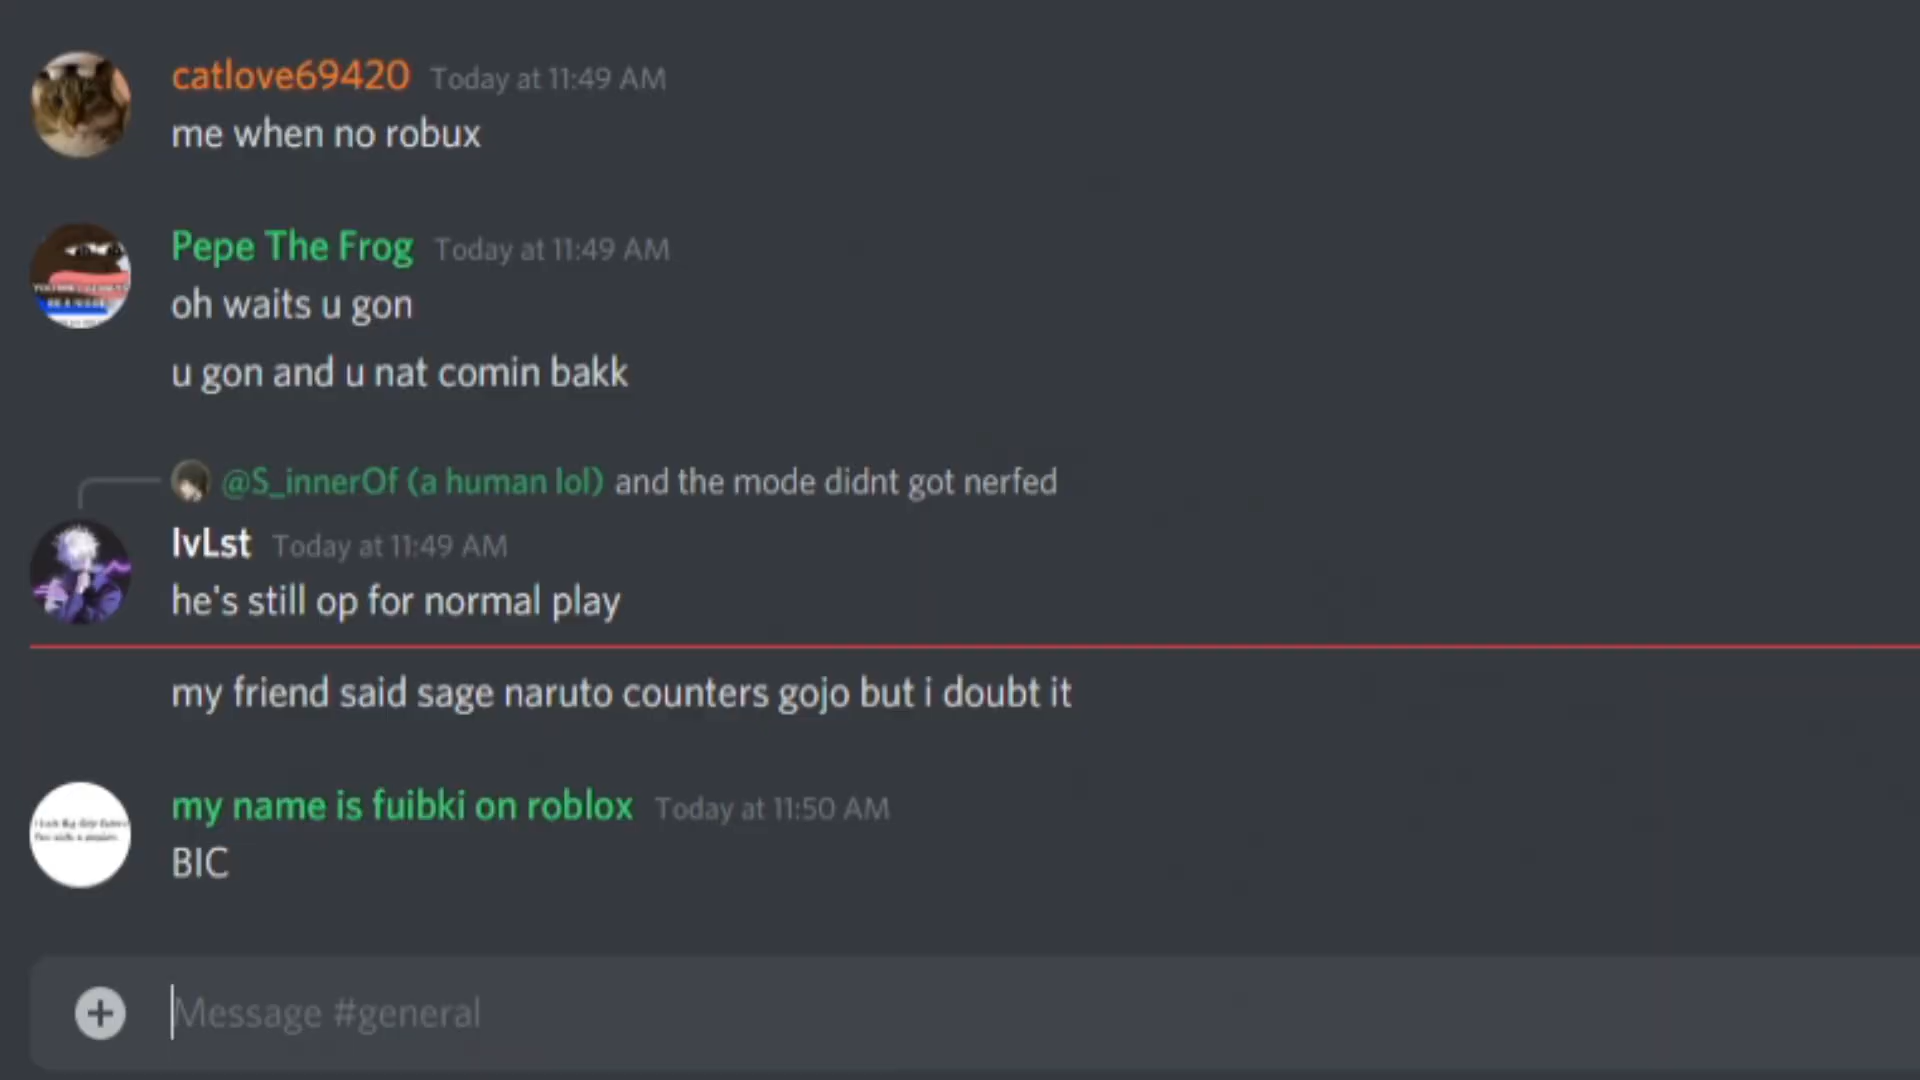 catlove69420 Today at 11:49 AM
me when no robux
Pepe The Frog Today at 11:49 AM
oh waits u gon
u gon and u nat comin bakk
@S_innerOf (a human lol) and the mode didnt got nerfed
lvLst Today at 11:49 AM
he's still op for normal play
my friend said sage naruto counters gojo but i doubt it
my name is fuibki on roblox Today at 11:50 AM
BIC
Message #general